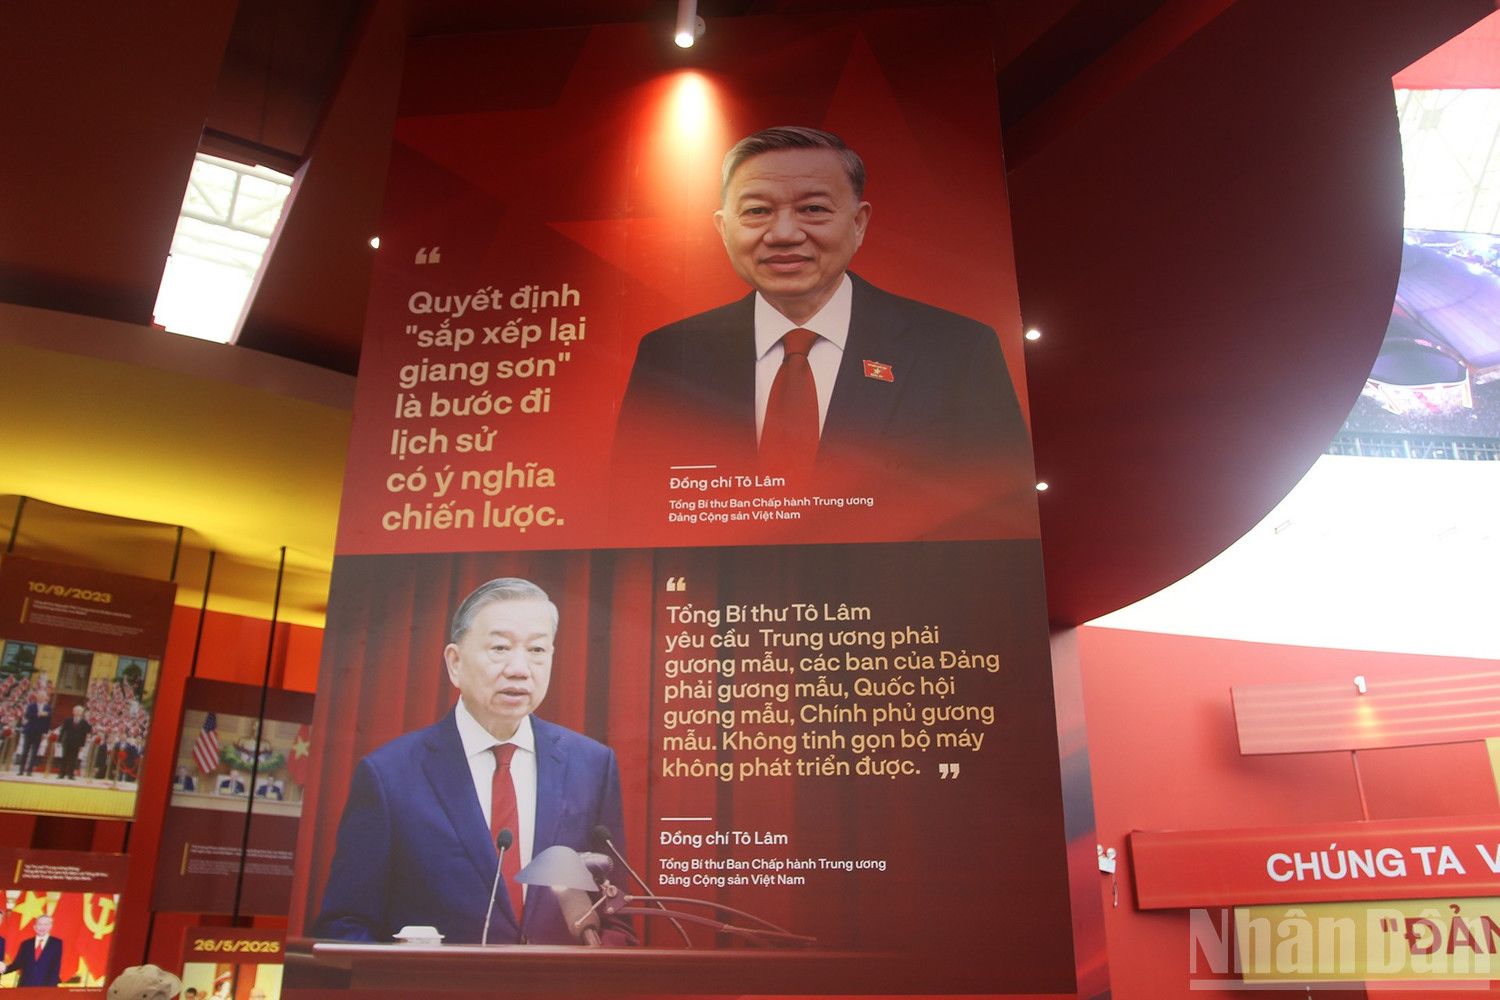 “
Quyết định
"sắp xếp lại
giang sơn"
là bước đi
lịch sử
có ý nghĩa
chiến lược.
Đồng chí Tô Lâm
Tổng Bí thư Ban Chấp hành Trung ương
Đảng Cộng sản Việt Nam
“
Tổng Bí thư Tô Lâm
yêu cầu Trung ương phải
gương mẫu, các ban của Đảng
phải gương mẫu, Quốc hội
gương mẫu, Chính phủ gương
mẫu. Không tinh gọn bộ máy
không phát triển được. ”
Đồng chí Tô Lâm
Tổng Bí thư Ban Chấp hành Trung ương
Đảng Cộng sản Việt Nam
10/9/2023
26/5/2025
CHÚNG TA
"ĐẢN
Nhân Dân